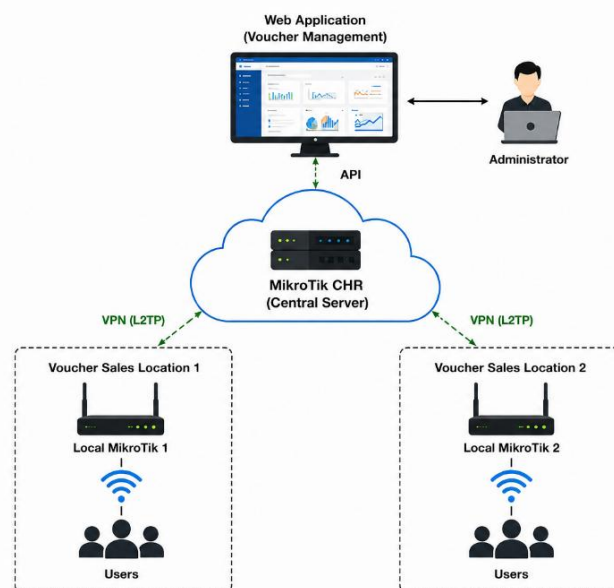 Web Application
(Voucher Management)
Administrator
API
MikroTik CHR
(Central Server)
VPN (L2TP)
VPN (L2TP)
Voucher Sales Location 1
Local MikroTik 1
Users
Voucher Sales Location 2
Local MikroTik 2
Users